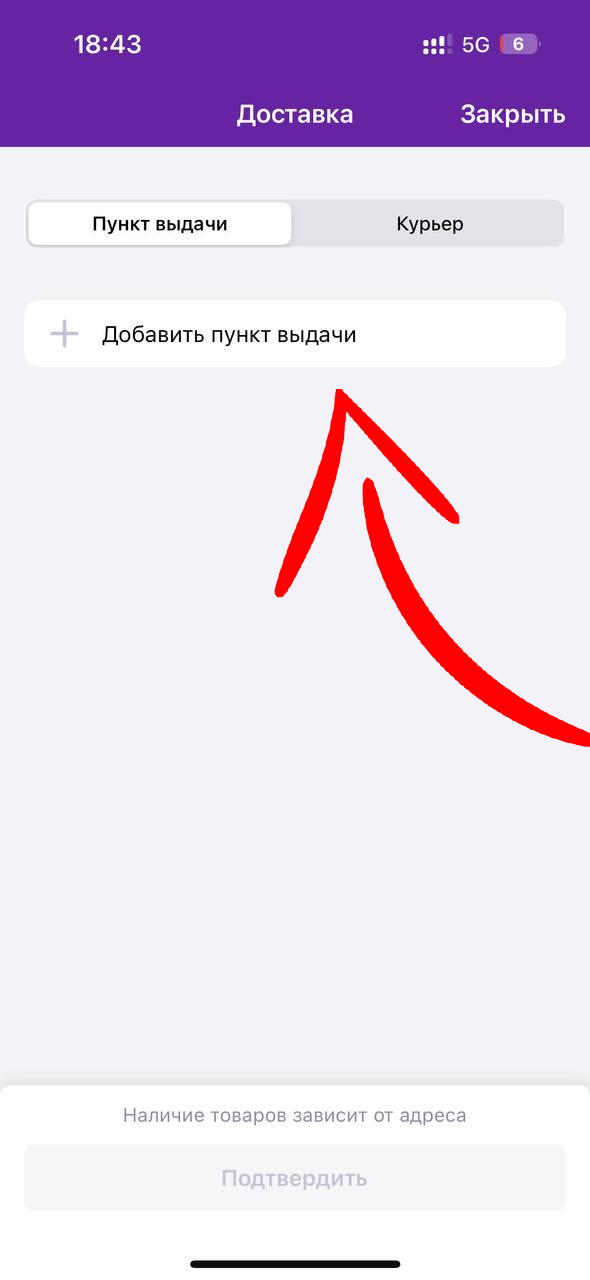 18:43
5G
6
Доставка
Закрыть
Пункт выдачи
Курьер
Добавить пункт выдачи
Наличие товаров зависит от адреса
Подтвердить